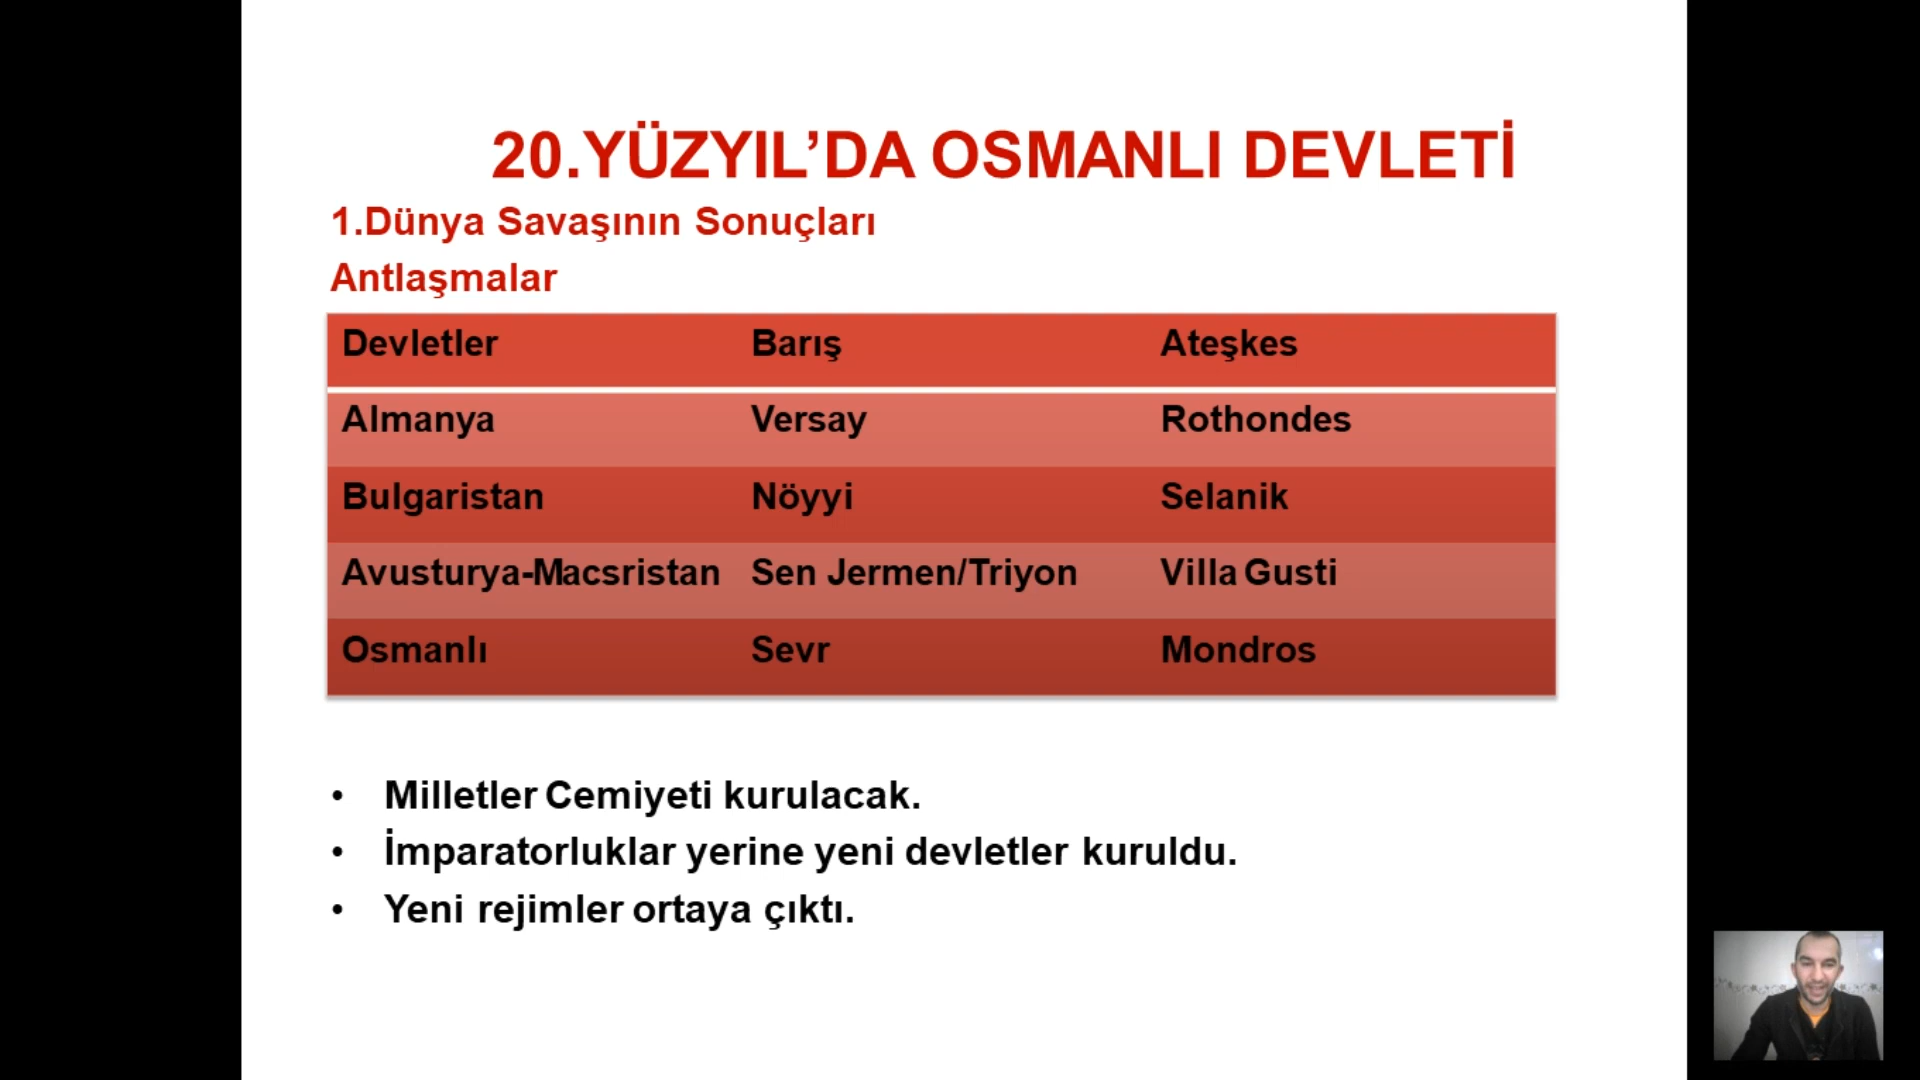 20.YÜZYIL’DA OSMANLI DEVLETİ
1.Dünya Savaşının Sonuçları
Antlaşmalar
Devletler Barış Ateşkes
Almanya Versay Rothondes
Bulgaristan Nöyyi Selanik
Avusturya-Macsristan Sen Jermen/Triyon Villa Gusti
Osmanlı Sevr Mondros
• Milletler Cemiyeti kurulacak.
• İmparatorluklar yerine yeni devletler kuruldu.
• Yeni rejimler ortaya çıktı.